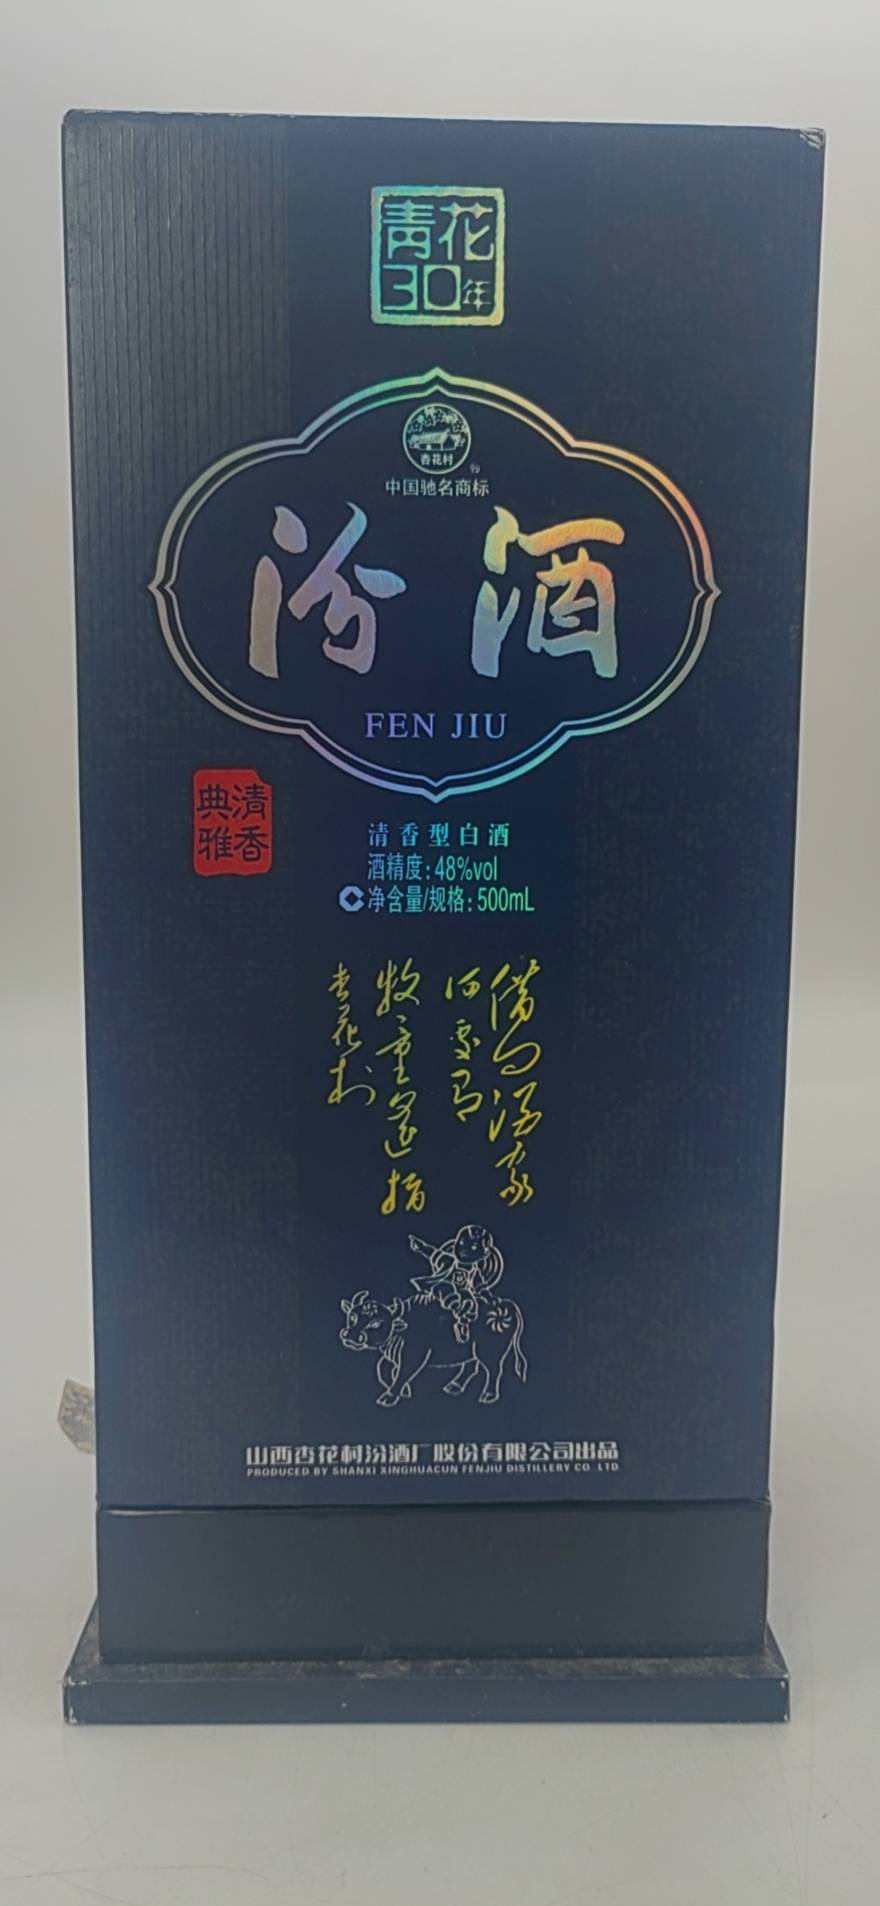 青花
30年
杏花村
®
中国驰名商标
汾酒
FEN JIU
清香
典雅
清香型白酒
酒精度:48%vol
净含量/规格:500mL
借问酒家
何处有
牧童遥指
杏花村
山西杏花村汾酒厂股份有限公司出品
PRODUCED BY SHANXI XINGHUACUN FENJIU DISTILLERY CO. LTD.